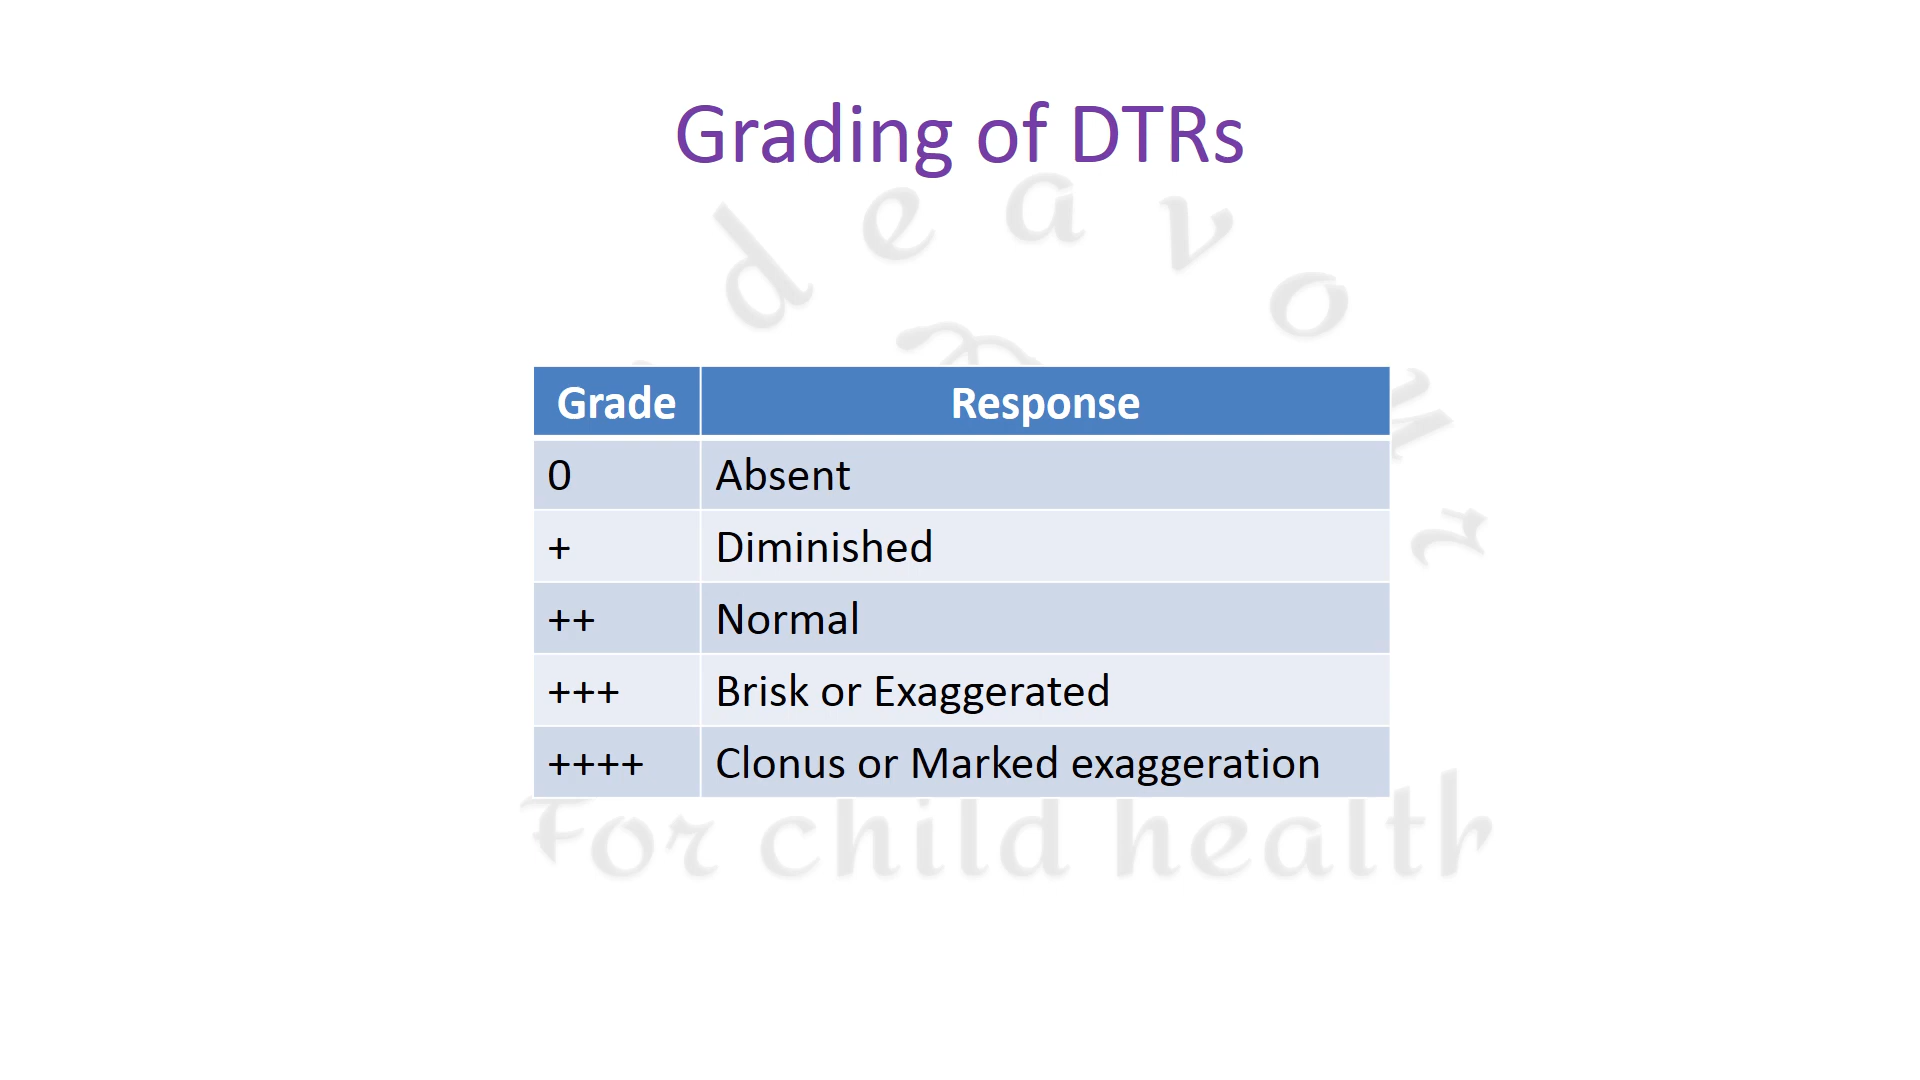 Grading of DTRs
deavo
Grade Response
0 Absent
+ Diminished
++ Normal
+++ Brisk or Exaggerated
++++ Clonus or Marked exaggeration
For child health